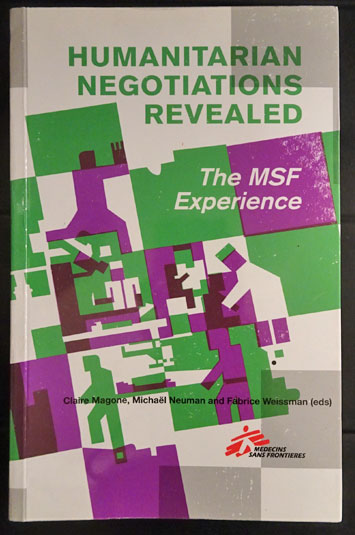 HUMANITARIAN
NEGOTIATIONS
REVEALED
The MSF
Experience
Claire Magone, Michaël Neuman and Fabrice Weissman (eds)
MEDECINS
SANS FRONTIERES